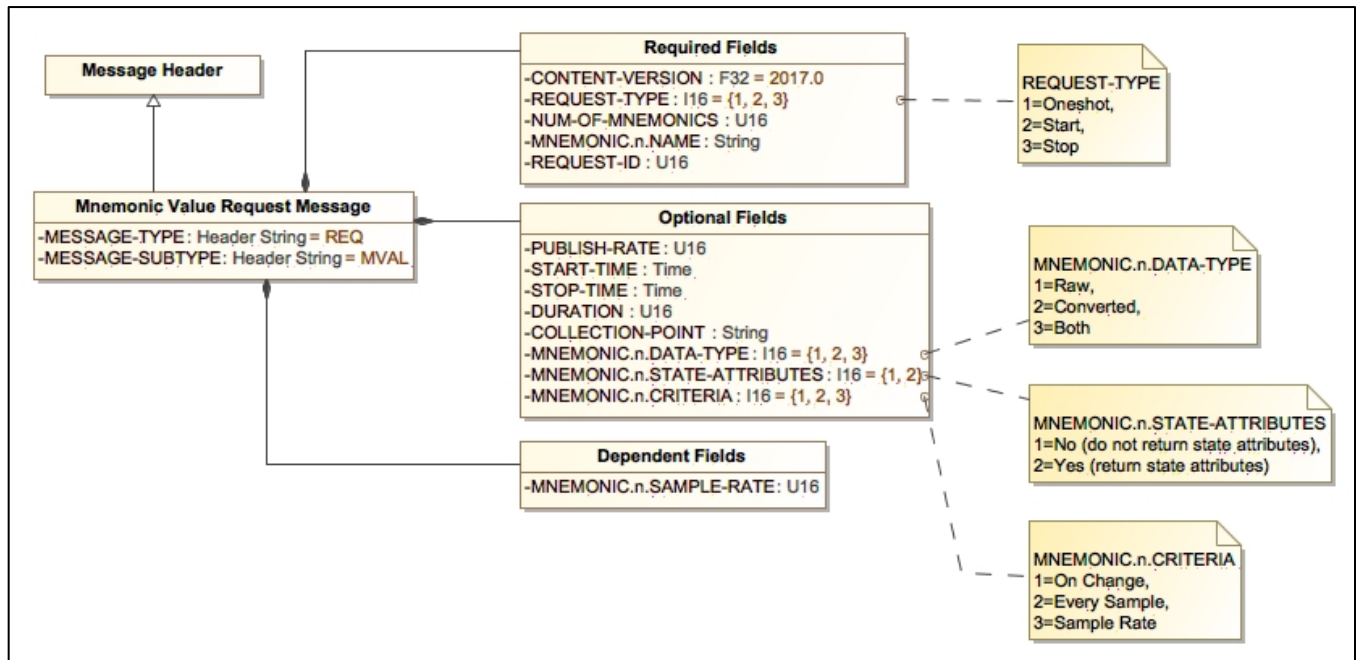 Message Header
Mnemonic Value Request Message
-MESSAGE-TYPE: Header String = REQ
-MESSAGE-SUBTYPE: Header String = MVAL
Required Fields
-CONTENT-VERSION : F32 = 2017.0
-REQUEST-TYPE : I16 = {1, 2, 3}
-NUM-OF-MNEMONICS : U16
-MNEMONIC.n.NAME : String
-REQUEST-ID : U16
Optional Fields
-PUBLISH-RATE : U16
-START-TIME : Time
-STOP-TIME : Time
-DURATION : U16
-COLLECTION-POINT : String
-MNEMONIC.n.DATA-TYPE: I16 = {1, 2, 3}
-MNEMONIC.n.STATE-ATTRIBUTES : I16 = {1, 2}
-MNEMONIC.n.CRITERIA : I16 = {1, 2, 3}
Dependent Fields
-MNEMONIC.n.SAMPLE-RATE: U16
REQUEST-TYPE
1=Oneshot,
2=Start,
3=Stop
MNEMONIC.n.DATA-TYPE
1=Raw,
2=Converted,
3=Both
MNEMONIC.n.STATE-ATTRIBUTES
1=No (do not return state attributes),
2=Yes (return state attributes)
MNEMONIC.n.CRITERIA
1=On Change,
2=Every Sample,
3=Sample Rate